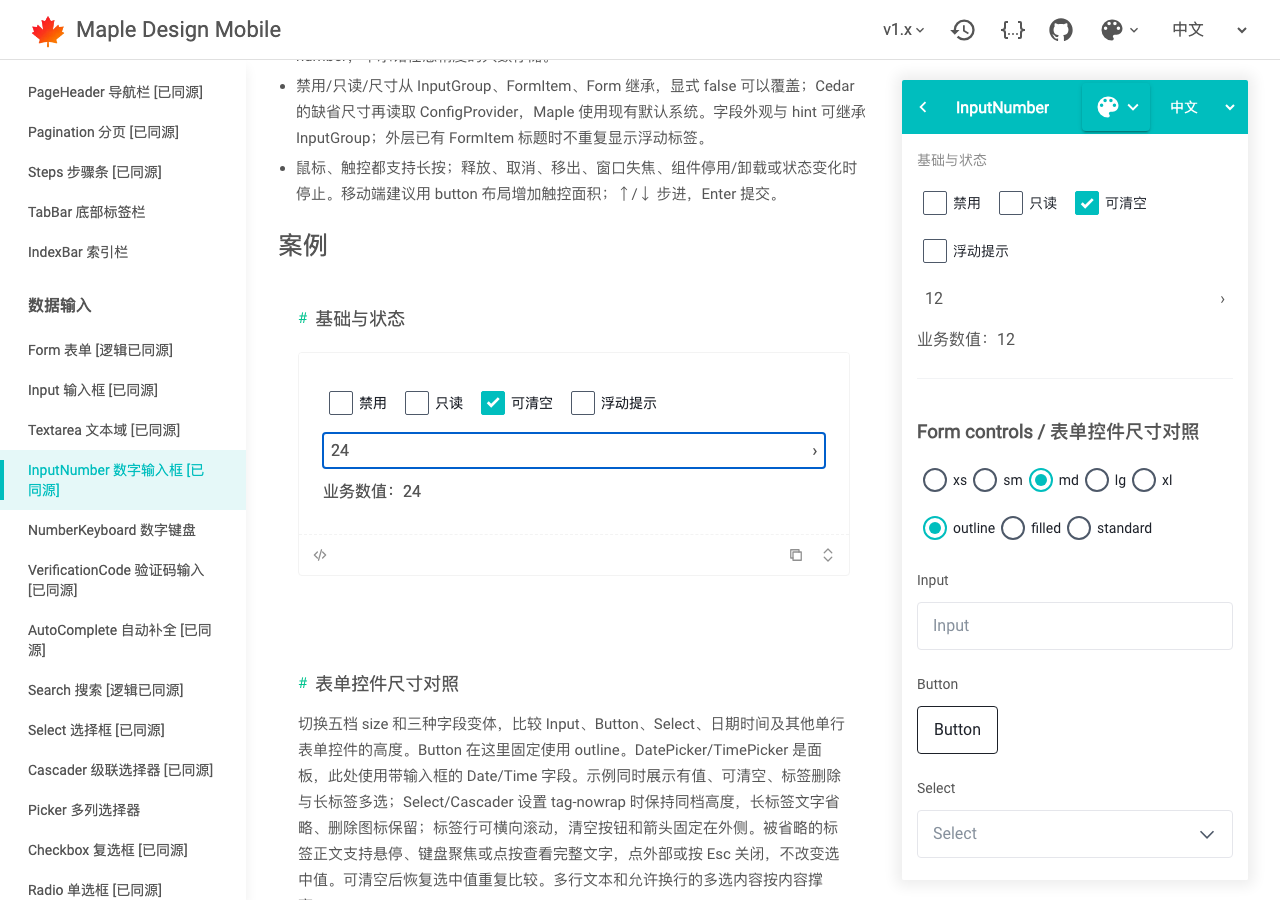 Maple Design Mobile
v1.x
中文
PageHeader 导航栏 [已同源]
Pagination 分页 [已同源]
Steps 步骤条 [已同源]
TabBar 底部标签栏
IndexBar 索引栏
数据输入
Form 表单 [逻辑已同源]
Input 输入框 [已同源]
Textarea 文本域 [已同源]
InputNumber 数字输入框 [已
同源]
NumberKeyboard 数字键盘
VerificationCode 验证码输入
[已同源]
AutoComplete 自动补全 [已同
源]
Search 搜索 [逻辑已同源]
Select 选择框 [已同源]
Cascader 级联选择器 [已同源]
Picker 多列选择器
Checkbox 复选框 [已同源]
Radio 单选框 [已同源]
禁用/只读/尺寸从 InputGroup、FormItem、Form 继承，显式 false 可以覆盖；Cedar
的缺省尺寸再读取 ConfigProvider，Maple 使用现有默认系统。字段外观与 hint 可继承
InputGroup；外层已有 FormItem 标题时不重复显示浮动标签。
鼠标、触控都支持长按；释放、取消、移出、窗口失焦、组件停用/卸载或状态变化时
停止。移动端建议用 button 布局增加触控面积；↑/↓ 步进，Enter 提交。
案例
# 基础与状态
禁用
只读
可清空
浮动提示
24
业务数值：24
# 表单控件尺寸对照
切换五档 size 和三种字段变体，比较 Input、Button、Select、日期时间及其他单行
表单控件的高度。Button 在这里固定使用 outline。DatePicker/TimePicker 是面
板，此处使用带输入框的 Date/Time 字段。示例同时展示有值、可清空、标签删除
与长标签多选；Select/Cascader 设置 tag-nowrap 时保持同档高度，长标签文字省
略、删除图标保留；标签行可横向滚动，清空按钮和箭头固定在外侧。被省略的标
签正文支持悬停、键盘聚焦或点按查看完整文字，点外部或按 Esc 关闭，不改变选
中值。可清空后恢复选中值重复比较。多行文本和允许换行的多选内容按内容撑
InputNumber
中文
基础与状态
禁用
只读
可清空
浮动提示
12
业务数值：12
Form controls / 表单控件尺寸对照
xs
sm
md
lg
xl
outline
filled
standard
Input
Input
Button
Button
Select
Select